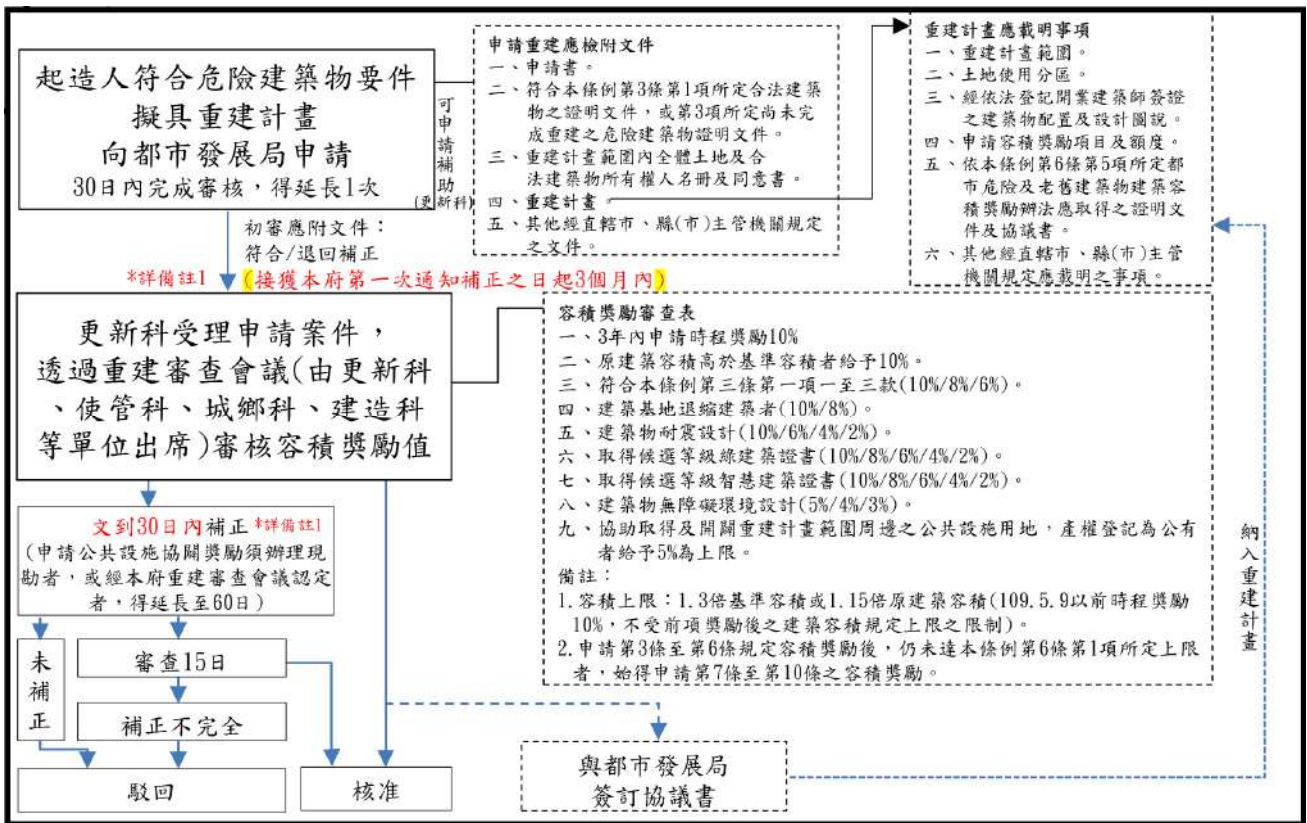 起造人符合危險建築物要件
擬具重建計畫
向都市發展局申請
30日內完成審核，得延長1次
可申請補助
(更新科)
申請重建應檢附文件
一、申請書。
二、符合本條例第3條第1項所定合法建築
物之證明文件，或第3項所定尚未完
成重建之危險建築物證明文件。
三、重建計畫範圍內全體土地及合
法建築物所有權人名冊及同意書。
四、重建計畫。
五、其他經直轄市、縣(市)主管機關規定
之文件。
重建計畫應載明事項
一、重建計畫範圍。
二、土地使用分區。
三、經依法登記開業建築師簽證
之建築物配置及設計圖說。
四、申請容積獎勵項目及額度。
五、依本條例第6條第5項所定都
市危險及老舊建築物建築容
積獎勵辦法應取得之證明文
件及協議書。
六、其他經直轄市、縣(市)主管
機關規定應載明之事項。
初審應附文件：
符合/退回補正
*詳備註1 (接獲本府第一次通知補正之日起3個月內)
更新科受理申請案件，
透過重建審查會議(由更新科
、使管科、城鄉科、建造科
等單位出席)審核容積獎勵值
容積獎勵審查表
一、3年內申請時程獎勵10%
二、原建築容積高於基準容積者給予10%。
三、符合本條例第三條第一項一至三款(10%/8%/6%)。
四、建築基地退縮建築者(10%/8%)。
五、建築物耐震設計(10%/6%/4%/2%)。
六、取得候選等級綠建築證書(10%/8%/6%/4%/2%)。
七、取得候選等級智慧建築證書(10%/8%/6%/4%/2%)。
八、建築物無障礙環境設計(5%/4%/3%)。
九、協助取得及開闢重建計畫範圍周邊之公共設施用地，產權登記為公有
者給予5%為上限。
備註：
1.容積上限：1.3倍基準容積或1.15倍原建築容積(109.5.9以前時程獎勵
10%，不受前項獎勵後之建築容積規定上限之限制)。
2.申請第3條至第6條規定容積獎勵後，仍未達本條例第6條第1項所定上限
者，始得申請第7條至第10條之容積獎勵。
納入重建計畫
文到30日內補正*詳備註1
(申請公共設施協闢獎勵須辦理現
勘者，或經本府重建審查會議認定
者，得延長至60日)
未補正
審查15日
補正不完全
駁回
核准
與都市發展局
簽訂協議書